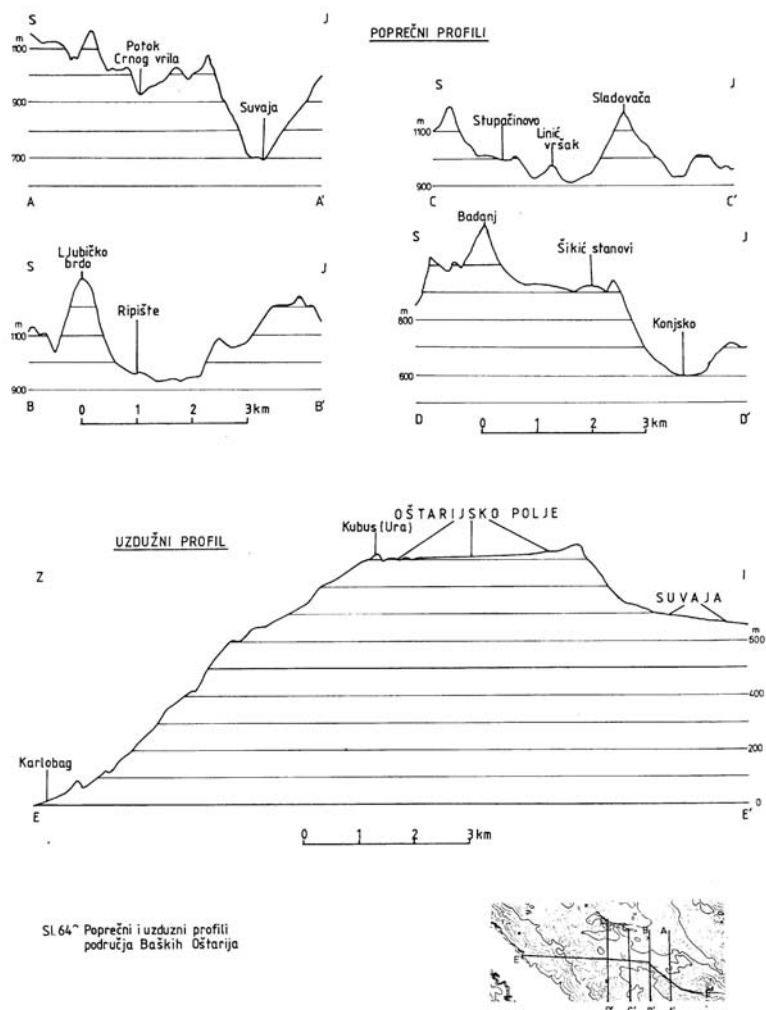 POPREČNI PROFILI
S J
Potok
Crnog vrila
Suvaja
m
1100
900
700
A A'
S J
Sladovača
Stupačinovo
Linić
vršak
m
1100
900
C C'
S J
LJubičko
brdo
Ripište
m
1100
900
B B'
0 1 2 3km
S J
Badanj
Šikić stanovi
Konjsko
m
800
600
D D'
0 1 2 3km
UZDUŽNI PROFIL
OŠTARIJSKO POLJE
Kubus (Ura)
Z I
SUVAJA
m
500
400
200
0
Karlobag
E E'
0 1 2 3km
Sl.64 Poprečni i uzduzni profili
područja Baških Oštarija
E B A